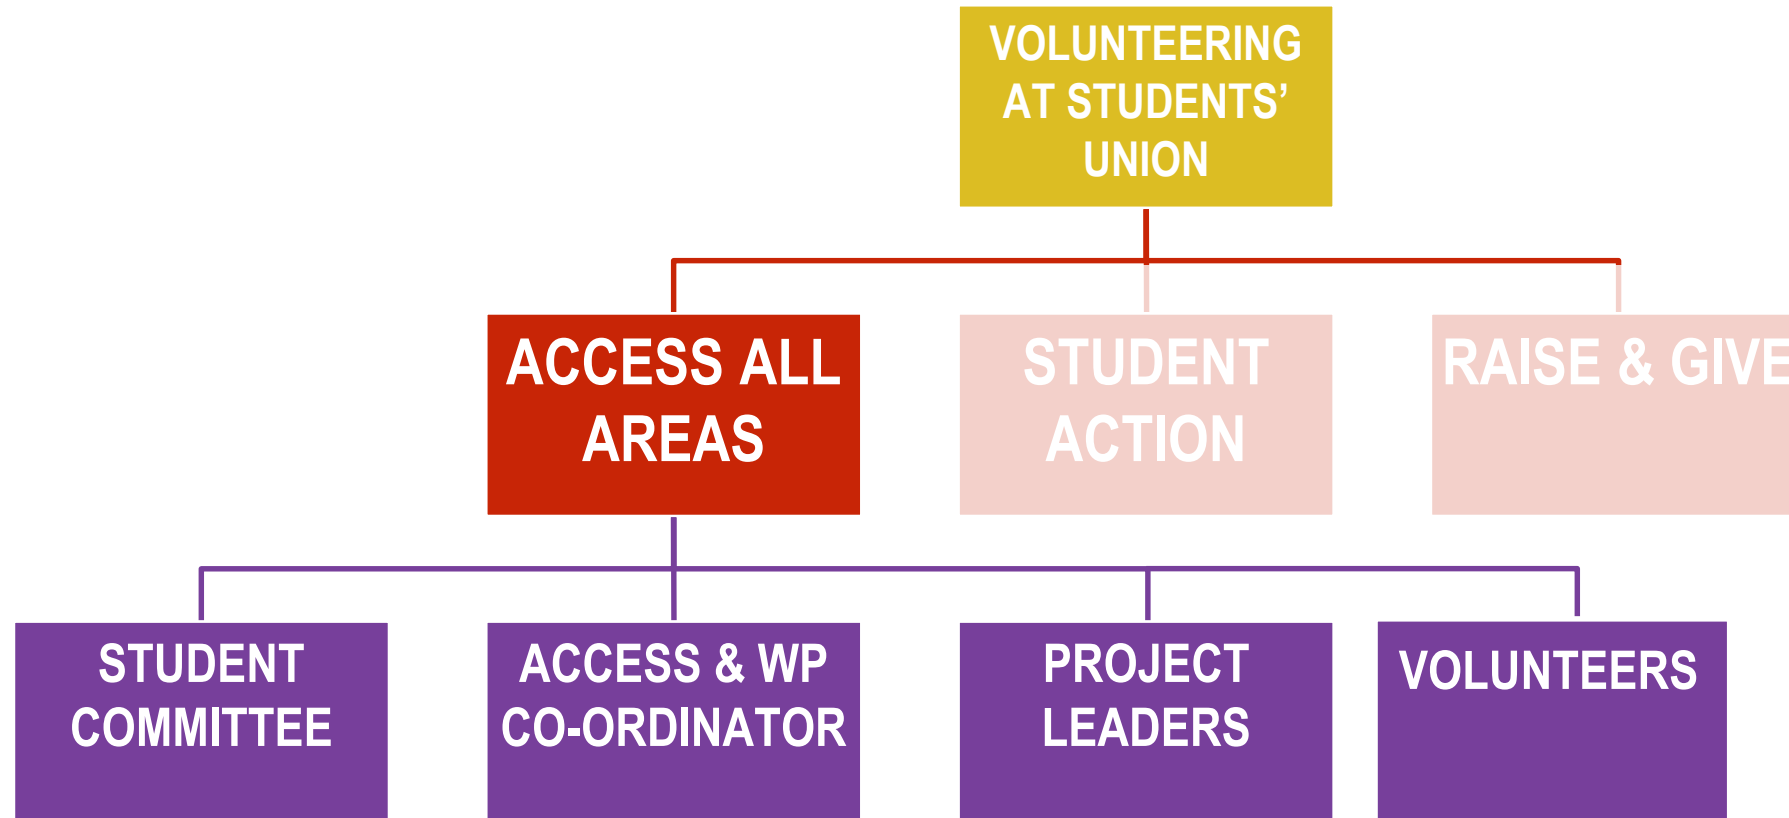 VOLUNTEERING
AT STUDENTS’
UNION
ACCESS ALL
AREAS
STUDENT
ACTION
RAISE & GIVE
STUDENT
COMMITTEE
ACCESS & WP
CO-ORDINATOR
PROJECT
LEADERS
VOLUNTEERS